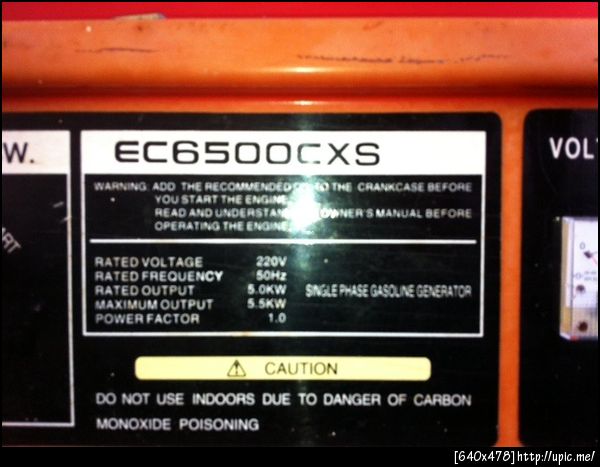 W.
EC6500CXS
WARNING: ADD THE RECOMMENDED TO THE CRANKCASE BEFORE
YOU START THE ENGINE.
READ AND UNDERSTAN OWNER'S MANUAL BEFORE
OPERATING THE ENGINE.
RATED VOLTAGE 220V
RATED FREQUENCY 50Hz
RATED OUTPUT 5.0KW
MAXIMUM OUTPUT 5.5KW
POWER FACTOR 1.0
SINGLE PHASE GASOLINE GENERATOR
CAUTION
DO NOT USE INDOORS DUE TO DANGER OF CARBON
MONOXIDE POISONING
VOL
0
[640x478]http://upic.me/